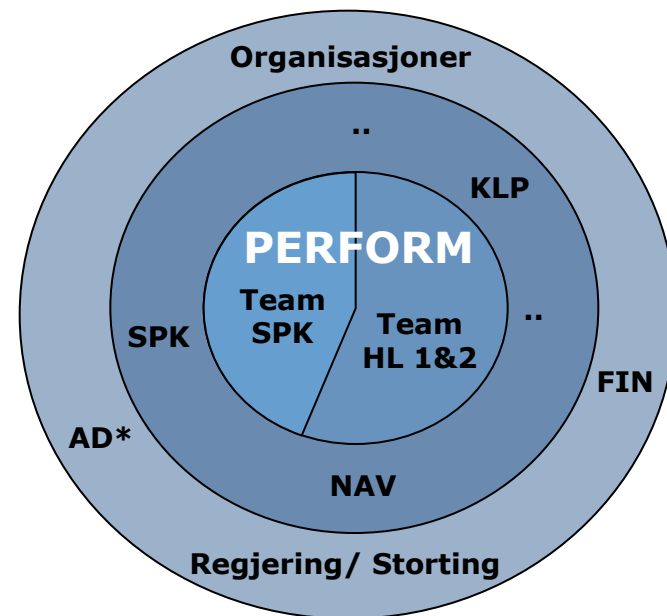 Organisasjoner
..
KLP
PERFORM
Team
SPK
Team
HL 1&2
..
SPK
FIN
AD*
NAV
Regjering/ Storting